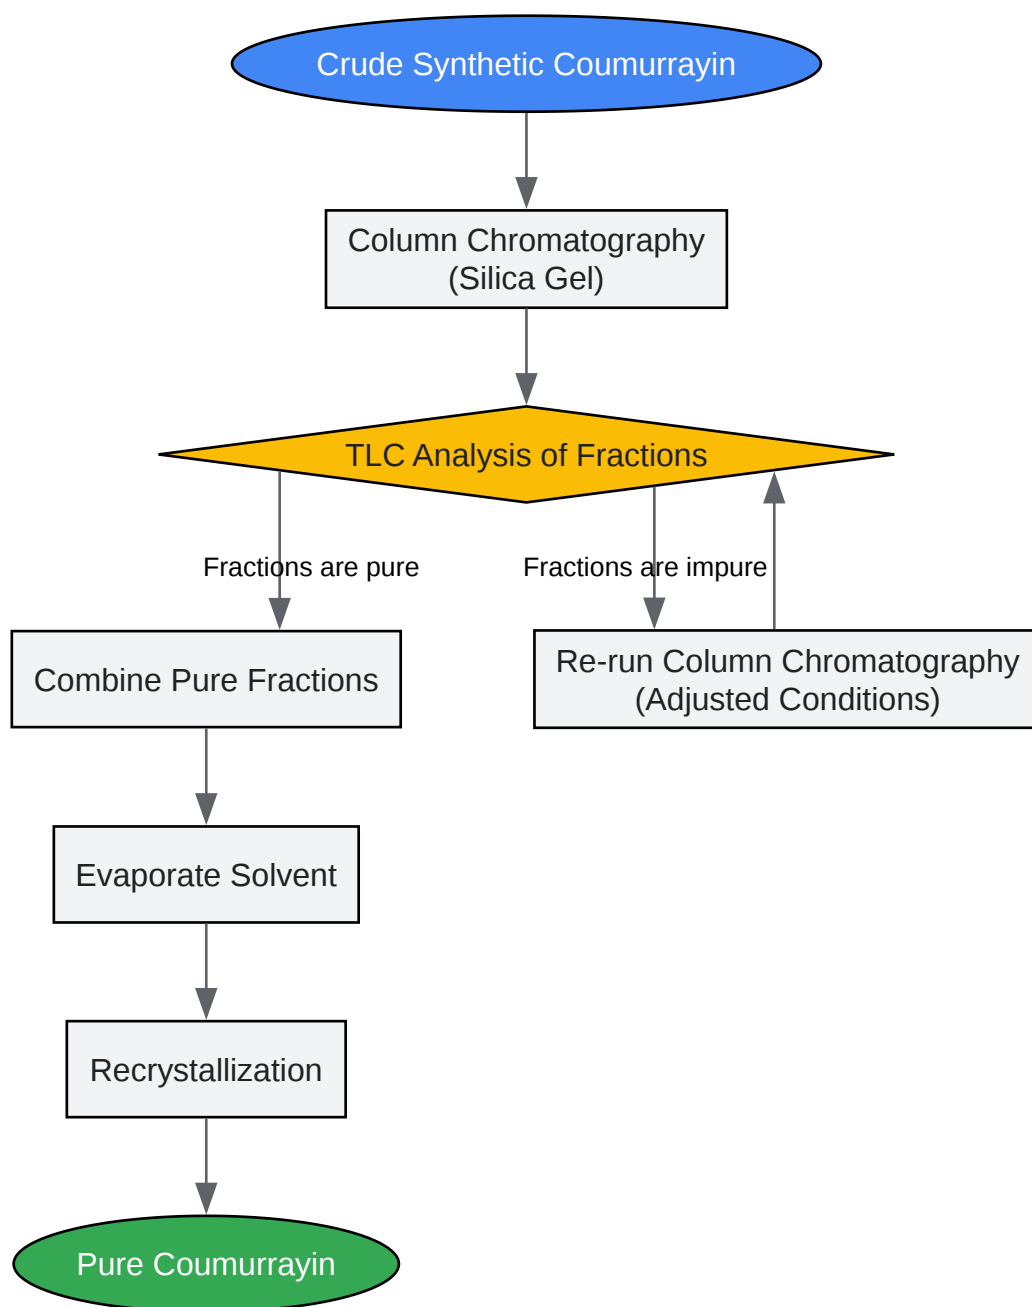 Crude Synthetic Coumurrayin
Column Chromatography
(Silica Gel)
TLC Analysis of Fractions
Fractions are pure
Fractions are impure
Combine Pure Fractions
Re-run Column Chromatography
(Adjusted Conditions)
Evaporate Solvent
Recrystallization
Pure Coumurrayin